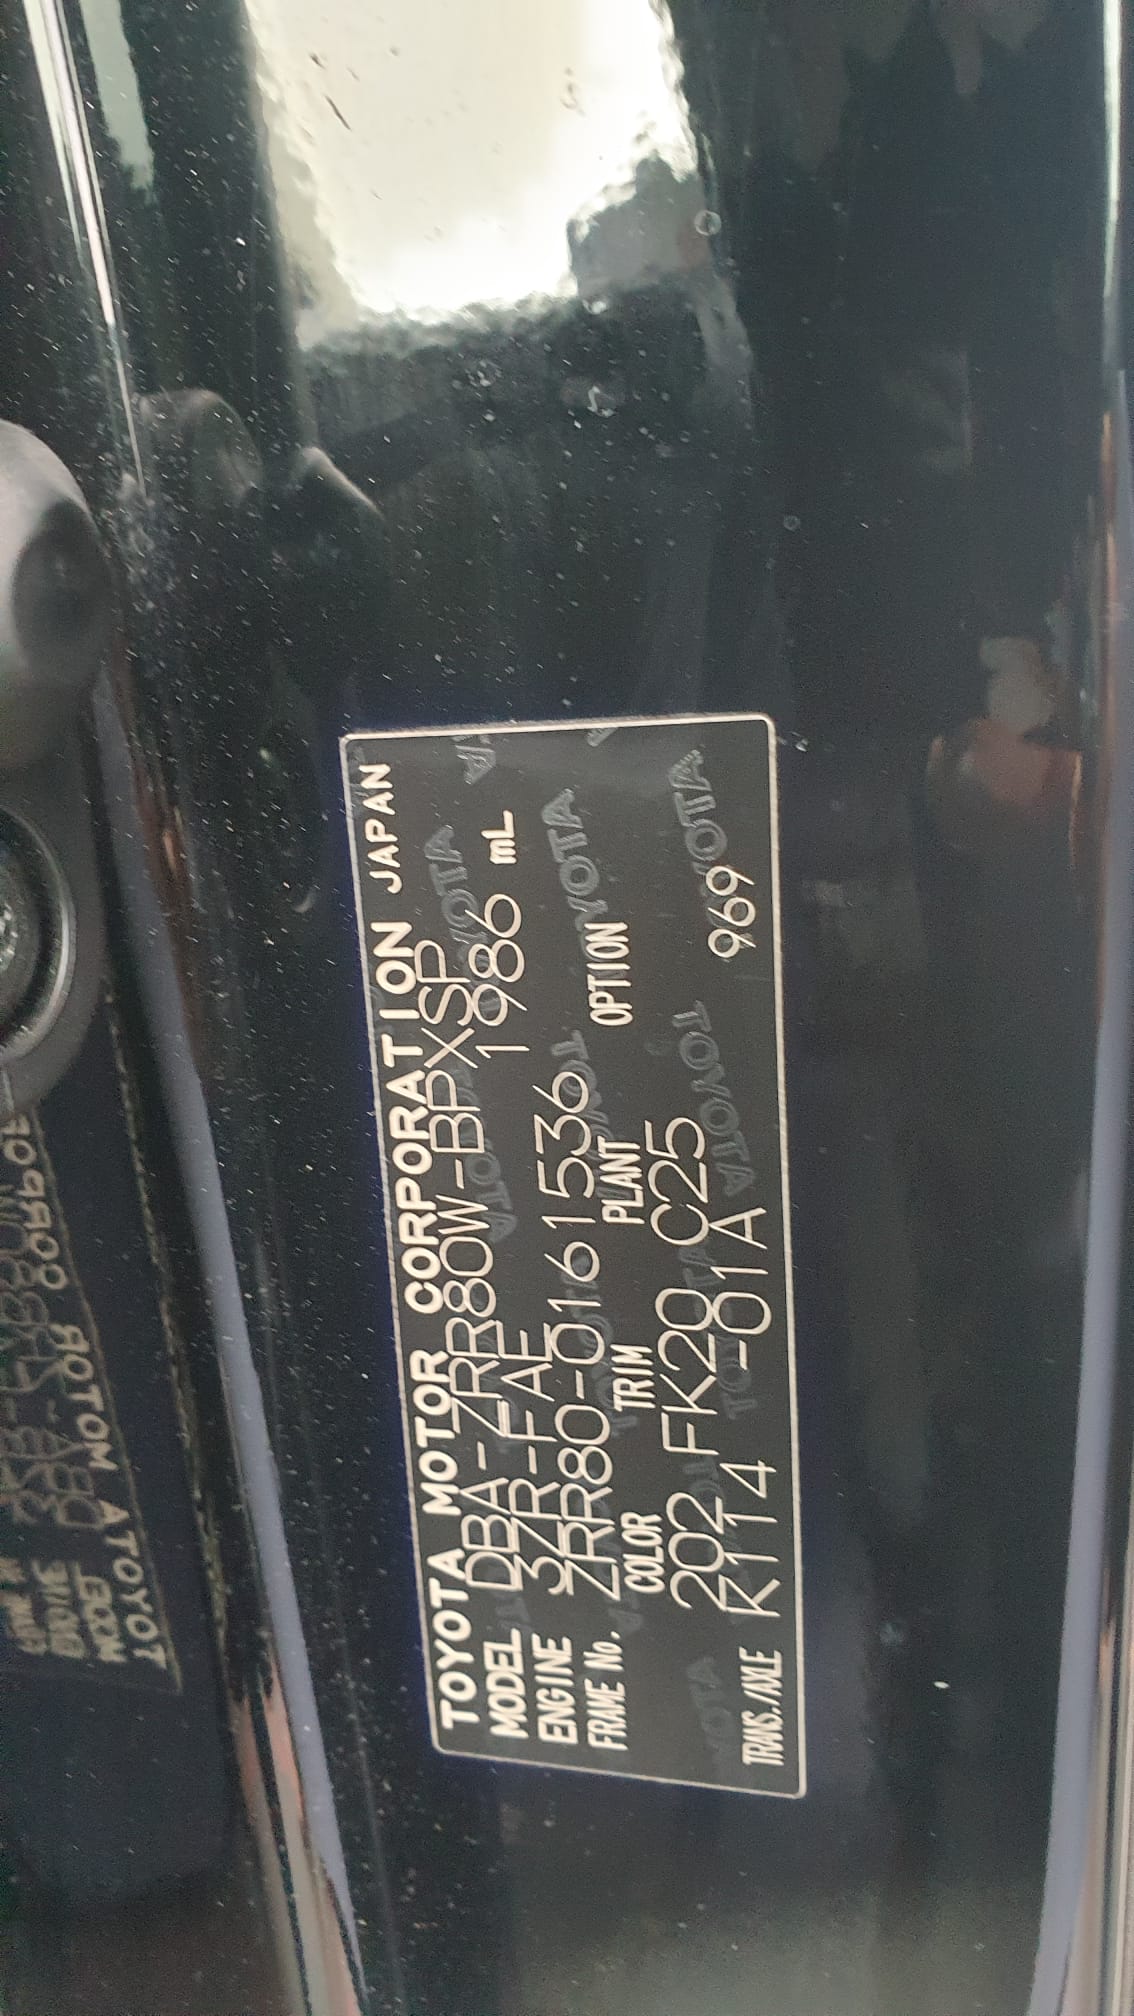 TOYOTA MOTOR CORPORATION JAPAN
MODEL DBA-ZRR80W-BPXSP
ENGINE 3ZR-FAE 1986 mL
FRAME No. ZRR80-0161536
COLOR TRIM PLANT OPTION
202 FK20 C25
TRANS./AXLE K114 -01A 969